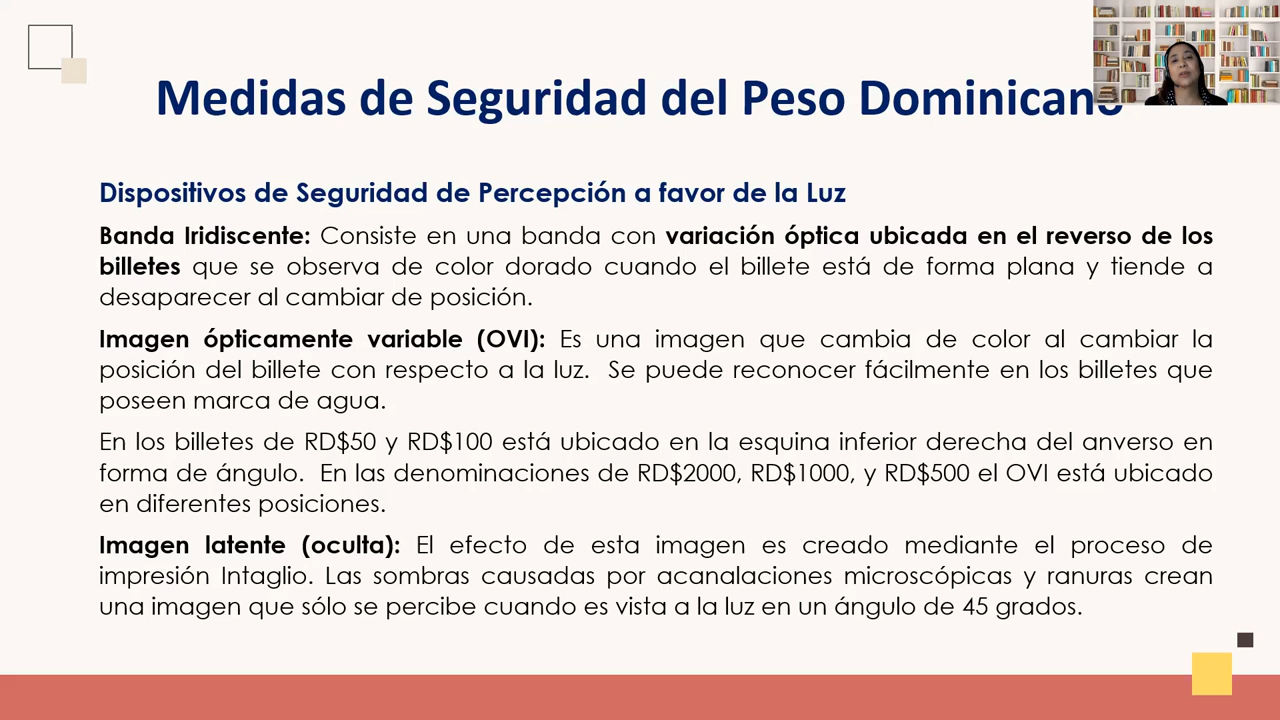 Medidas de Seguridad del Peso Dominicano
Dispositivos de Seguridad de Percepción a favor de la Luz
Banda Iridiscente: Consiste en una banda con variación óptica ubicada en el reverso de los
billetes que se observa de color dorado cuando el billete está de forma plana y tiende a
desaparecer al cambiar de posición.
Imagen ópticamente variable (OVI): Es una imagen que cambia de color al cambiar la
posición del billete con respecto a la luz. Se puede reconocer fácilmente en los billetes que
poseen marca de agua.
En los billetes de RD$50 y RD$100 está ubicado en la esquina inferior derecha del anverso en
forma de ángulo. En las denominaciones de RD$2000, RD$1000, y RD$500 el OVI está ubicado
en diferentes posiciones.
Imagen latente (oculta): El efecto de esta imagen es creado mediante el proceso de
impresión Intaglio. Las sombras causadas por acanalaciones microscópicas y ranuras crean
una imagen que sólo se percibe cuando es vista a la luz en un ángulo de 45 grados.